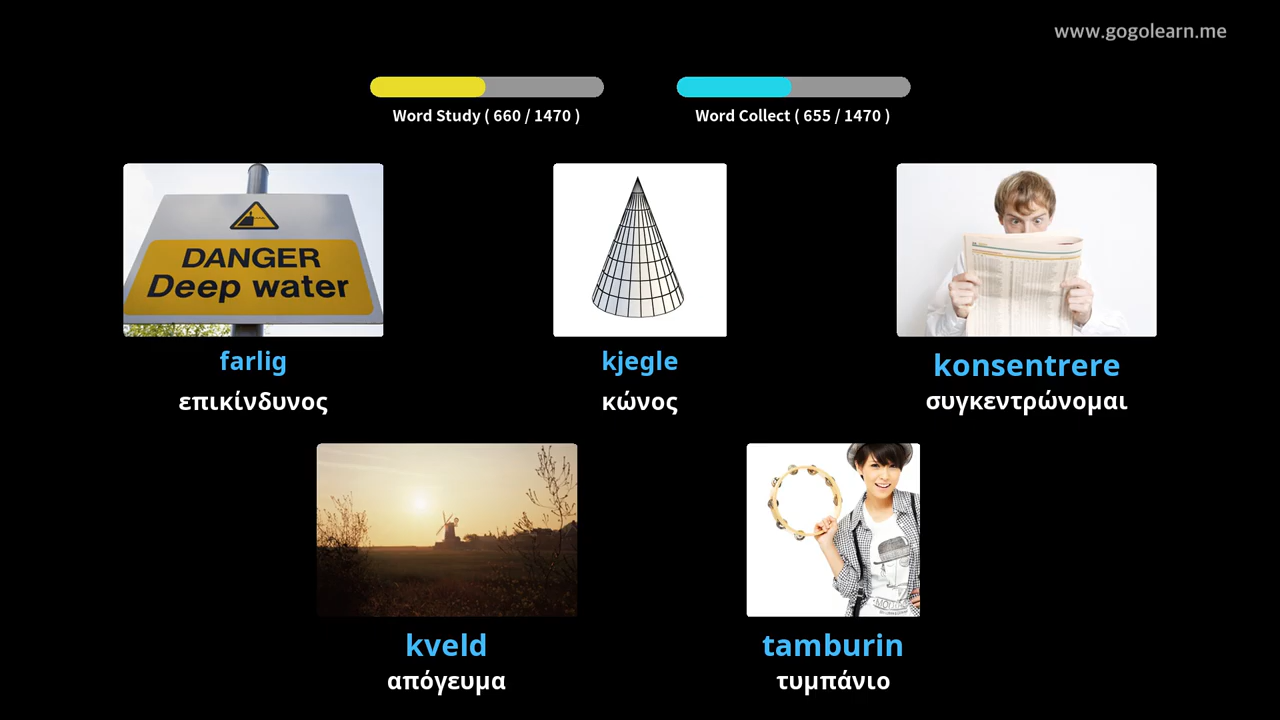 www.gogolearn.me
Word Study ( 660 / 1470 )
Word Collect ( 655 / 1470 )
DANGER
Deep water
farlig
επικίνδυνος
kjegle
κώνος
konsentrere
συγκεντρώνομαι
kveld
απόγευμα
tamburin
τυμπάνιο